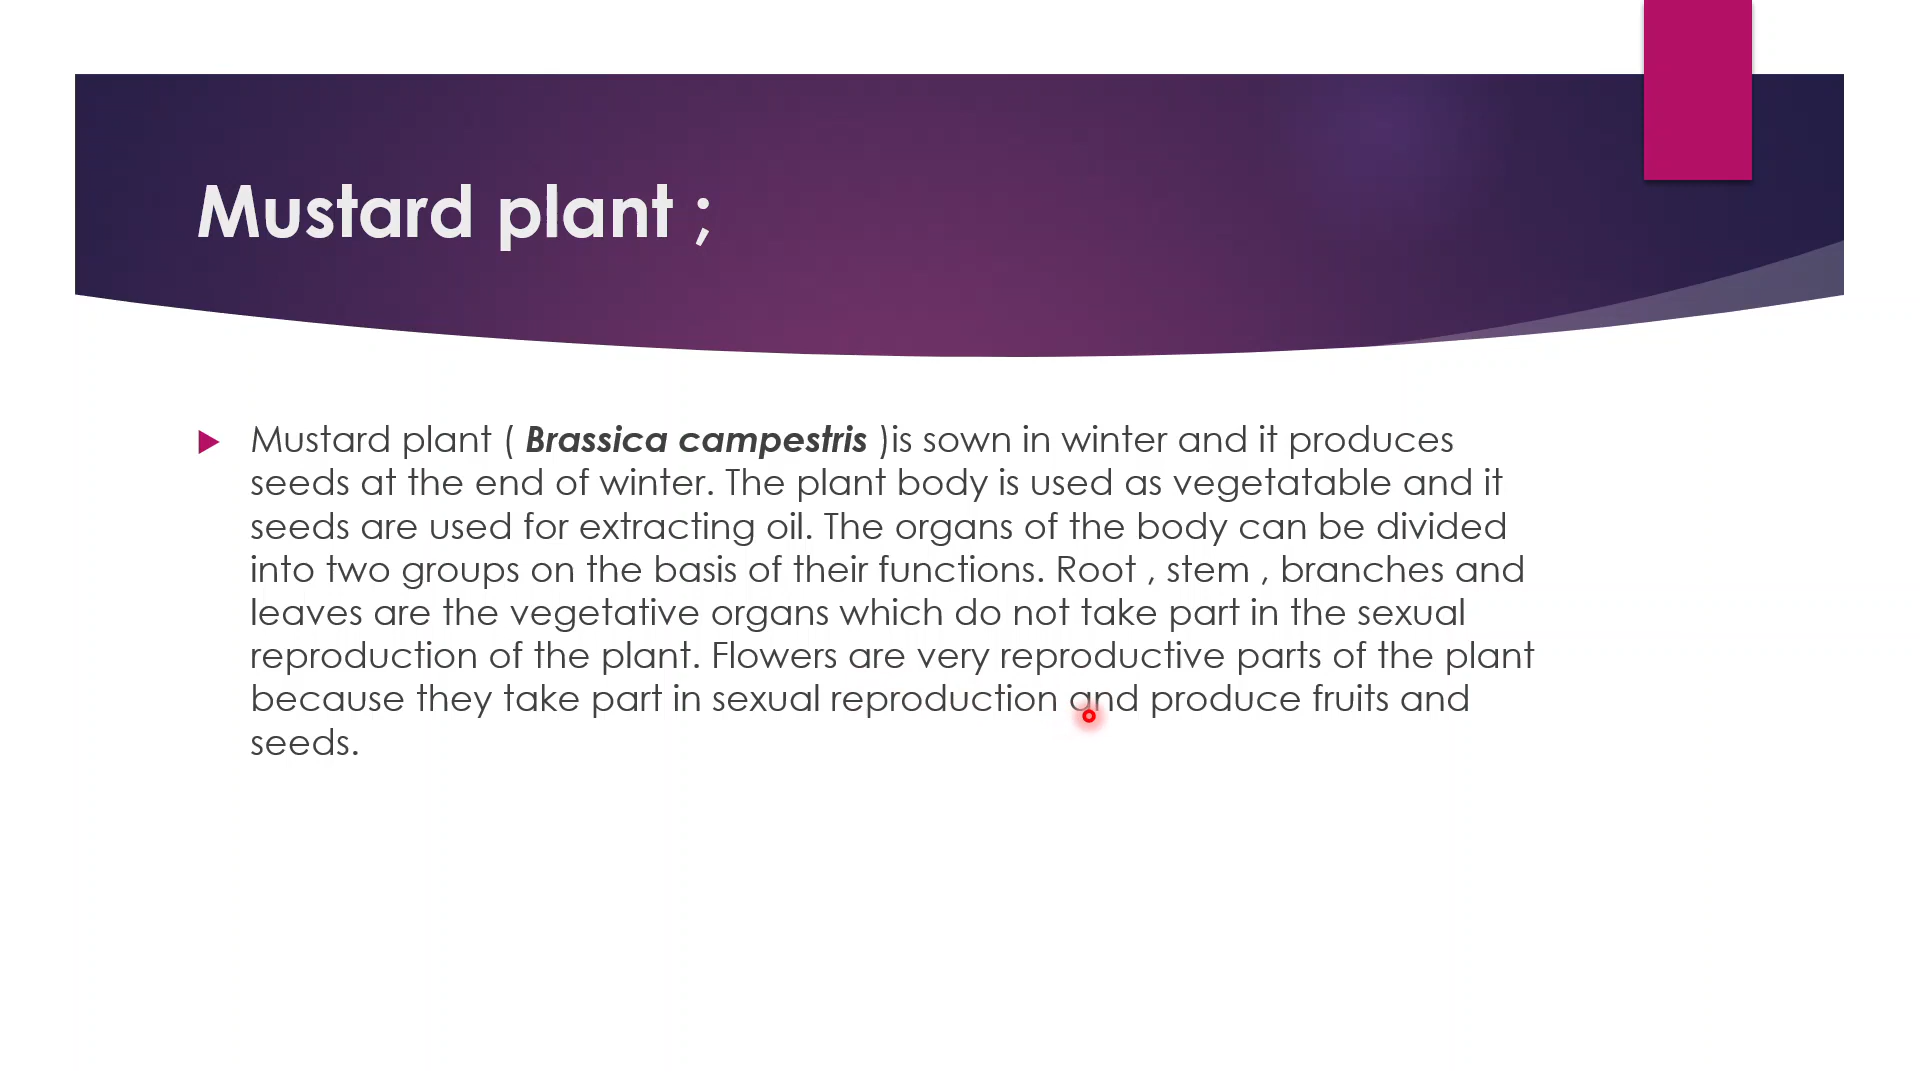 Mustard plant ;
Mustard plant ( Brassica campestris )is sown in winter and it produces
seeds at the end of winter. The plant body is used as vegetatable and it
seeds are used for extracting oil. The organs of the body can be divided
into two groups on the basis of their functions. Root , stem , branches and
leaves are the vegetative organs which do not take part in the sexual
reproduction of the plant. Flowers are very reproductive parts of the plant
because they take part in sexual reproduction and produce fruits and
seeds.